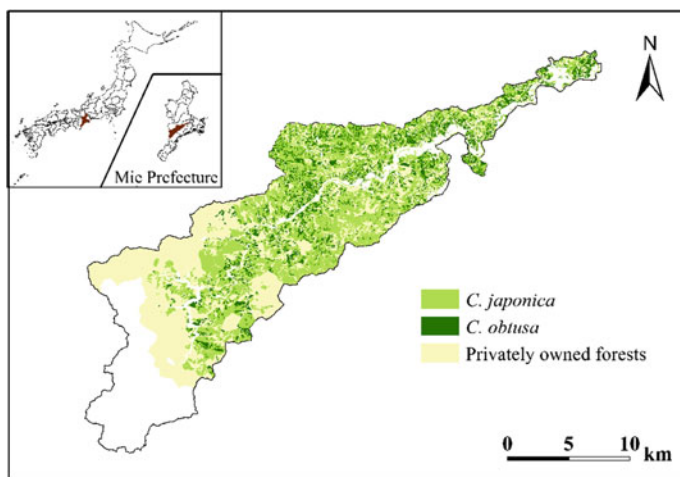 Mie Prefecture
N
C. japonica
C. obtusa
Privately owned forests
0 5 10 km